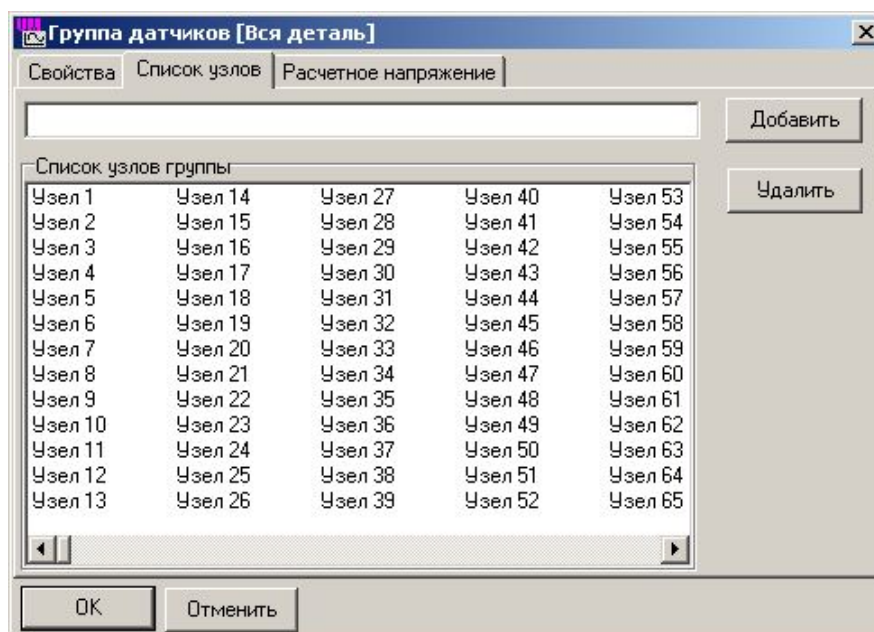 Группа датчиков [Вся деталь]
Свойства Список узлов Расчетное напряжение
Добавить
Список узлов группы
Удалить
Узел 1 Узел 14 Узел 27 Узел 40 Узел 53
Узел 2 Узел 15 Узел 28 Узел 41 Узел 54
Узел 3 Узел 16 Узел 29 Узел 42 Узел 55
Узел 4 Узел 17 Узел 30 Узел 43 Узел 56
Узел 5 Узел 18 Узел 31 Узел 44 Узел 57
Узел 6 Узел 19 Узел 32 Узел 45 Узел 58
Узел 7 Узел 20 Узел 33 Узел 46 Узел 59
Узел 8 Узел 21 Узел 34 Узел 47 Узел 60
Узел 9 Узел 22 Узел 35 Узел 48 Узел 61
Узел 10 Узел 23 Узел 36 Узел 49 Узел 62
Узел 11 Узел 24 Узел 37 Узел 50 Узел 63
Узел 12 Узел 25 Узел 38 Узел 51 Узел 64
Узел 13 Узел 26 Узел 39 Узел 52 Узел 65
OK Отменить